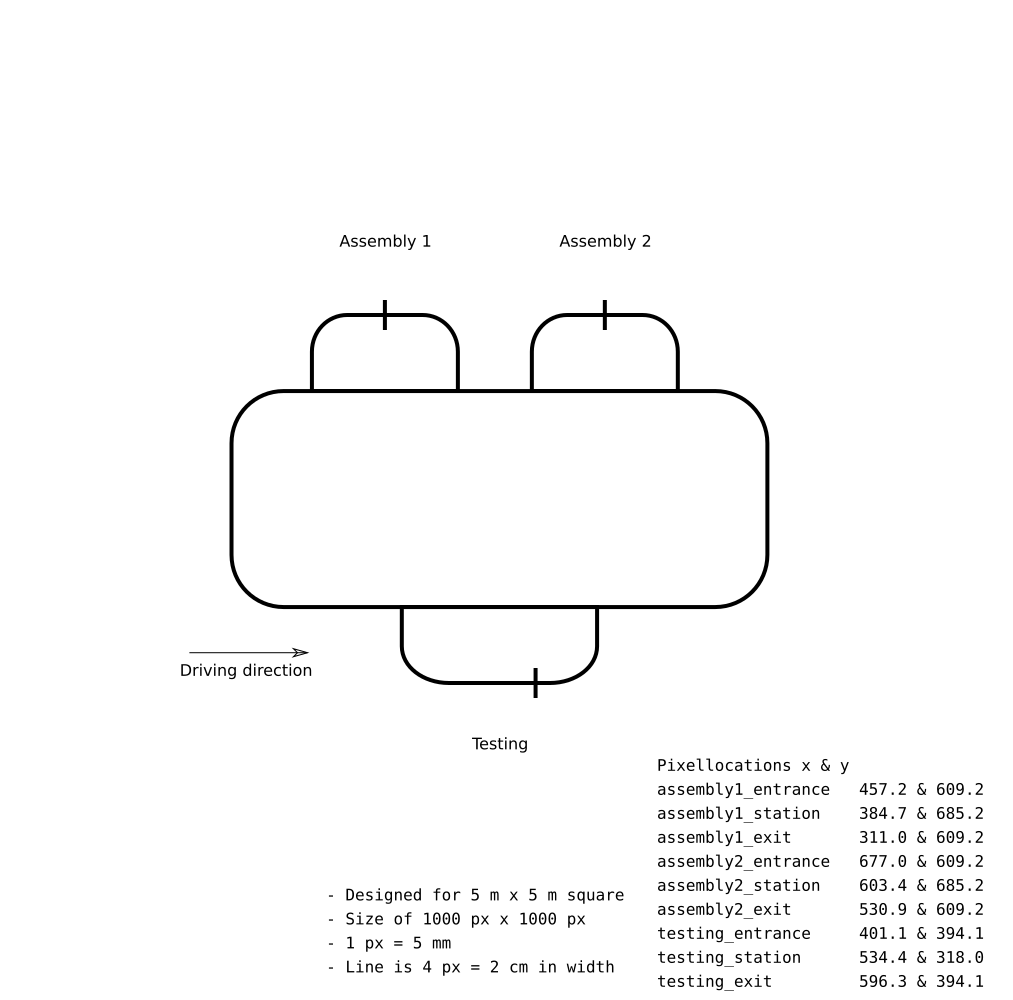 Assembly 1
Assembly 2
Driving direction
Testing
Pixellocations x & y
assembly1_entrance 457.2 & 609.2
assembly1_station 384.7 & 685.2
assembly1_exit 311.0 & 609.2
assembly2_entrance 677.0 & 609.2
assembly2_station 603.4 & 685.2
assembly2_exit 530.9 & 609.2
testing_entrance 401.1 & 394.1
testing_station 534.4 & 318.0
testing_exit 596.3 & 394.1
- Designed for 5 m x 5 m square
- Size of 1000 px x 1000 px
- 1 px = 5 mm
- Line is 4 px = 2 cm in width